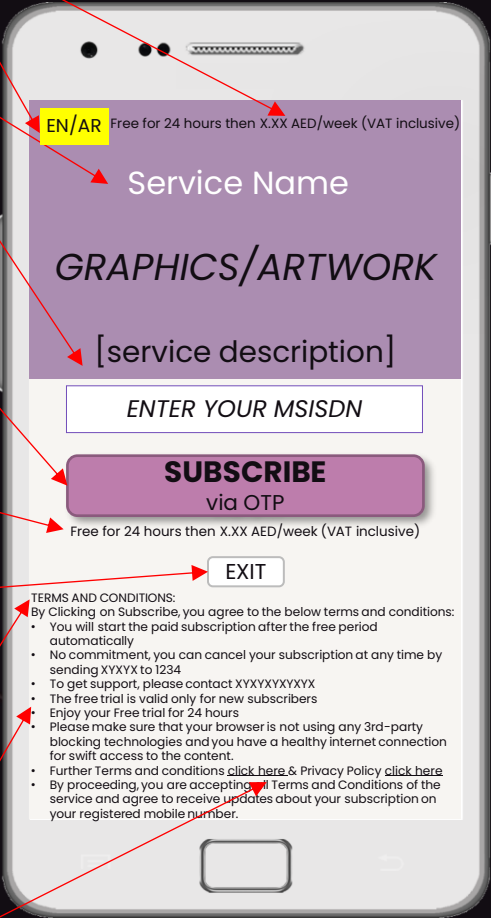 EN/AR Free for 24 hours then X.XX AED/week (VAT inclusive)
Service Name
GRAPHICS/ARTWORK
[service description]
ENTER YOUR MSISDN
SUBSCRIBE
via OTP
Free for 24 hours then X.XX AED/week (VAT inclusive)
EXIT
TERMS AND CONDITIONS:
By Clicking on Subscribe, you agree to the below terms and conditions:
• You will start the paid subscription after the free period
automatically
• No commitment, you can cancel your subscription at any time by
sending XYXYX to 1234
• To get support, please contact XYXYXYXYXYX
• The free trial is valid only for new subscribers
• Enjoy your Free trial for 24 hours
• Please make sure that your browser is not using any 3rd-party
blocking technologies and you have a healthy internet connection
for swift access to the content.
• Further Terms and conditions click here & Privacy Policy click here
• By proceeding, you are accepting all Terms and Conditions of the
service and agree to receive updates about your subscription on
your registered mobile number.